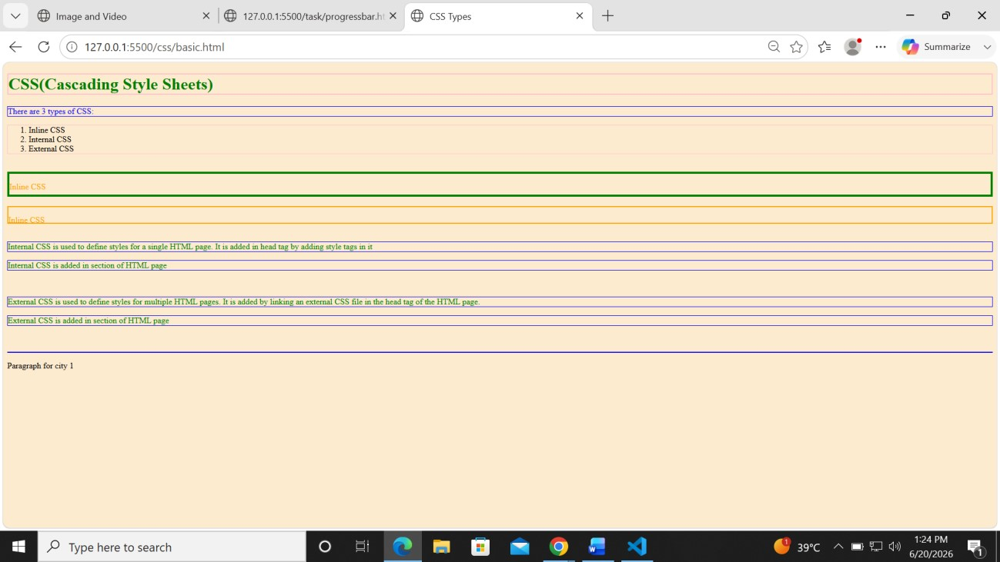 Image and Video
127.0.0.1:5500/task/progressbar.ht
CSS Types
127.0.0.1:5500/css/basic.html
Summarize
CSS(Cascading Style Sheets)
There are 3 types of CSS:
1. Inline CSS
2. Internal CSS
3. External CSS
Inline CSS
Inline CSS
Internal CSS is used to define styles for a single HTML page. It is added in head tag by adding style tags in it
Internal CSS is added in section of HTML page
External CSS is used to define styles for multiple HTML pages. It is added by linking an external CSS file in the head tag of the HTML page.
External CSS is added in section of HTML page
Paragraph for city 1
Type here to search
1
39°C
1:24 PM
6/20/2026
1